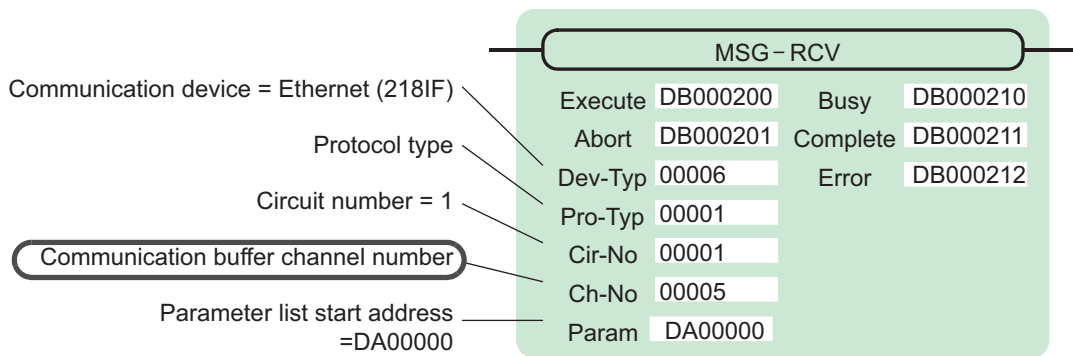 MSG-RCV
Communication device = Ethernet (218IF)
Protocol type
Circuit number = 1
Communication buffer channel number
Parameter list start address
=DA00000
Execute DB000200 Busy DB000210
Abort DB000201 Complete DB000211
Dev-Typ 00006 Error DB000212
Pro-Typ 00001
Cir-No 00001
Ch-No 00005
Param DA00000